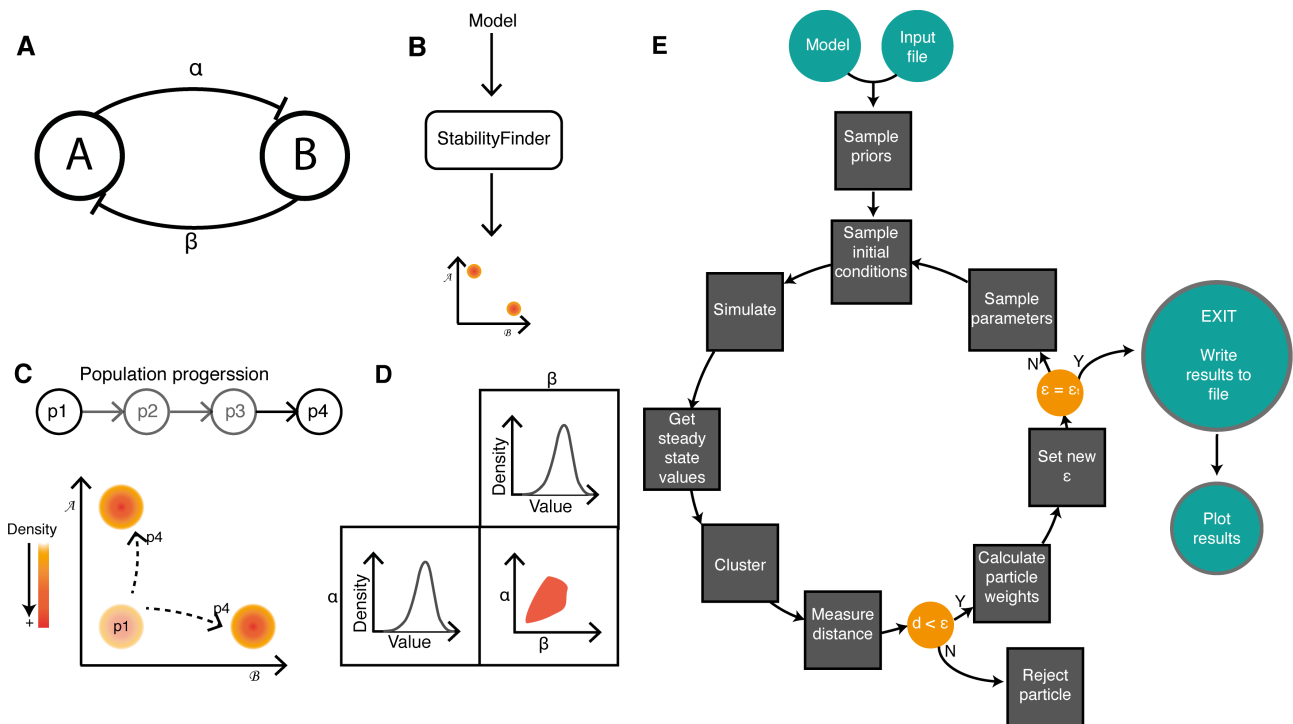 A
α
A
B
β
B
Model
StabilityFinder
𝒜
ℬ
C
Population progerssion
p1
p2
p3
p4
𝒜
Density
+
p4
p4
p1
ℬ
D
β
Density
Value
α
Density
Value
α
β
E
Model
Input
file
Sample
priors
Sample
initial
conditions
Simulate
Get
steady
state
values
Cluster
Measure
distance
d < ε
Y
N
Reject
particle
Calculate
particle
weights
Set new
ε
ε = εt
N
Y
Sample
parameters
EXIT
Write
results to
file
Plot
results